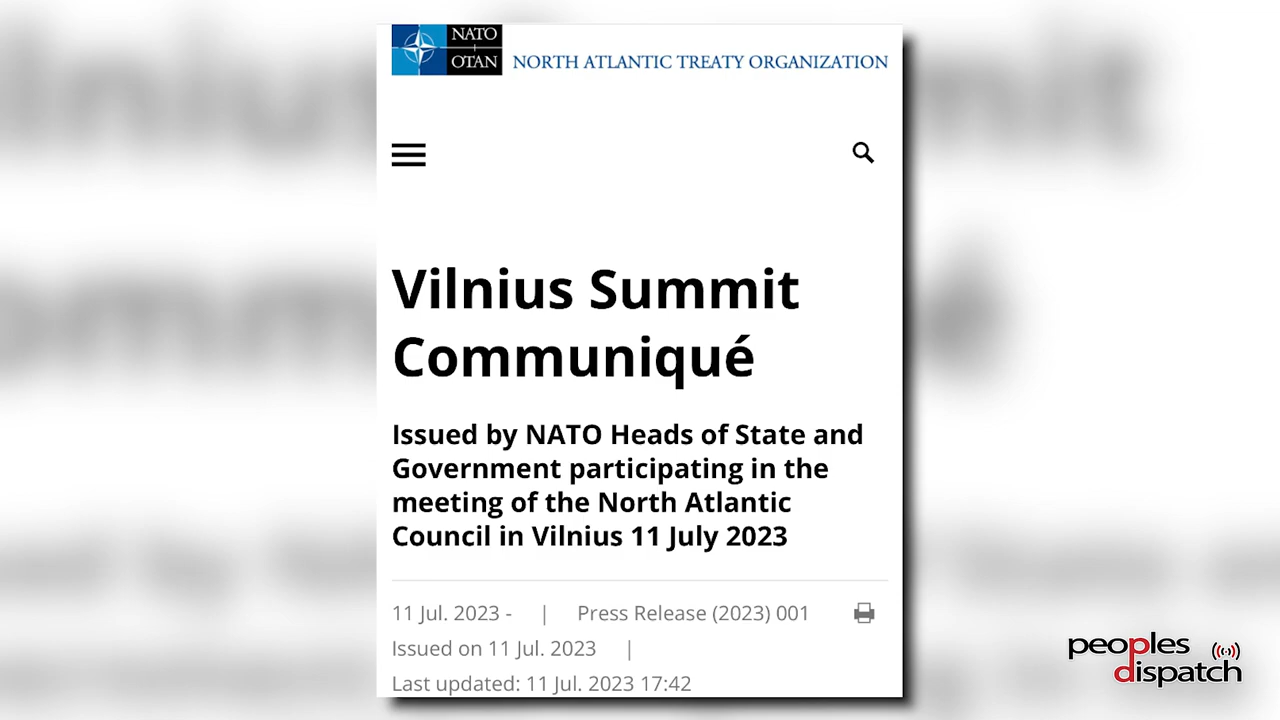 NATO
OTAN
NORTH ATLANTIC TREATY ORGANIZATION
Vilnius Summit
Communiqué
Issued by NATO Heads of State and
Government participating in the
meeting of the North Atlantic
Council in Vilnius 11 July 2023
11 Jul. 2023 - | Press Release (2023) 001
Issued on 11 Jul. 2023 |
Last updated: 11 Jul. 2023 17:42
peoples
dispatch